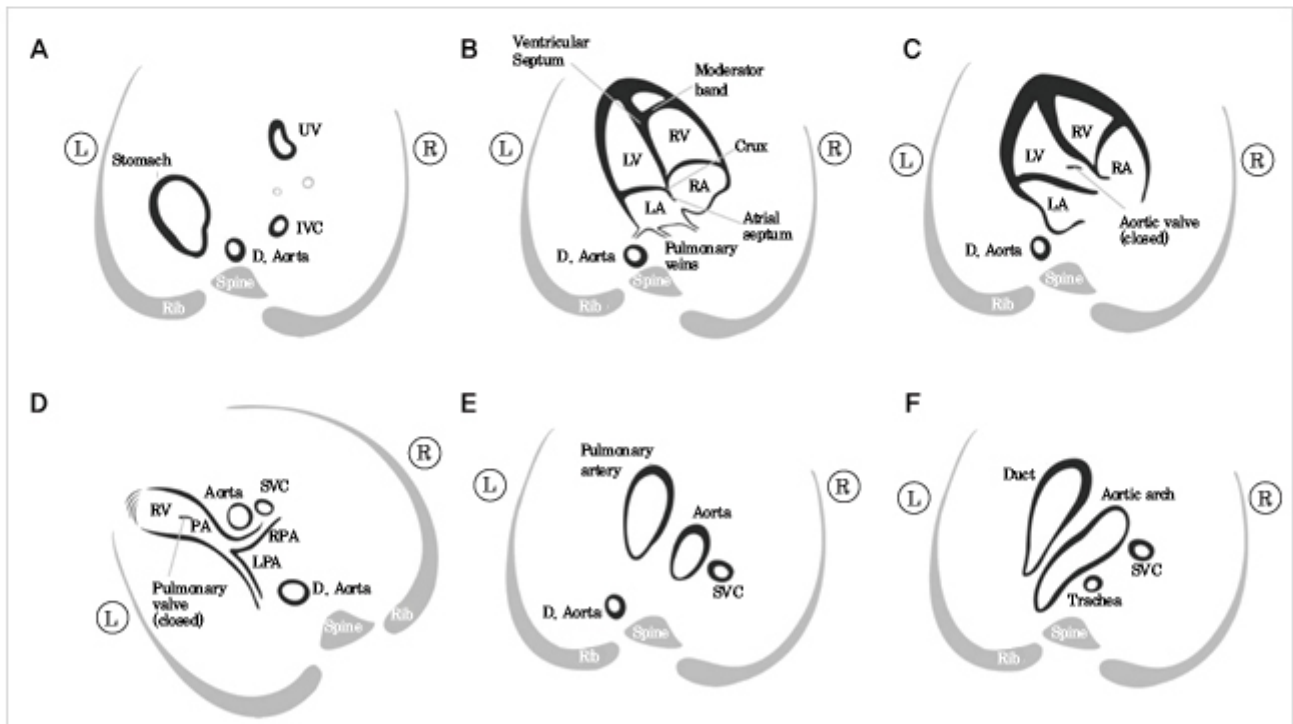 A
L
R
UV
Stomach
IVC
D. Aorta
Spine
Rib
B
Ventricular
Septum
Moderator
band
L
R
RV
LV
Crux
RA
LA
Atrial
septum
D. Aorta
Pulmonary
veins
Spine
Rib
C
L
R
RV
LV
RA
LA
Aortic valve
(closed)
D. Aorta
Spine
Rib
D
R
Aorta
SVC
RV
PA
RPA
LPA
D. Aorta
Pulmonary
valve
(closed)
L
Spine
Rib
E
Pulmonary
artery
L
R
Aorta
SVC
D. Aorta
Spine
Rib
F
L
R
Duct
Aortic arch
SVC
Trachea
Spine
Rib